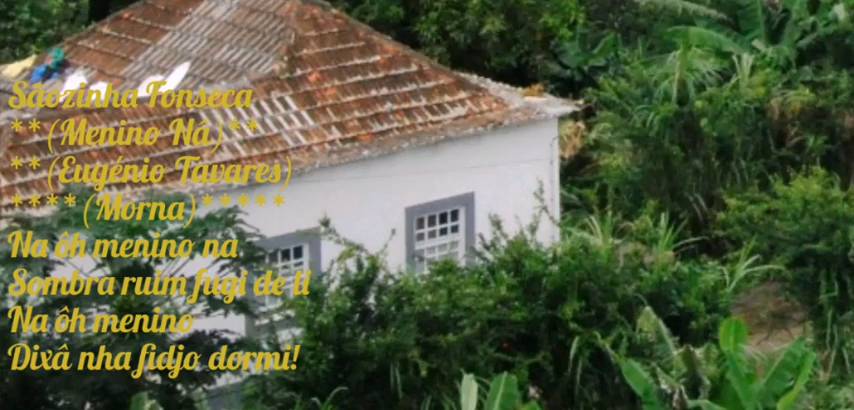 Sãozinha Fonseca
**(Menino Ná)**
**(Eugénio Tavares)
****(Morna)*****
Na ôh menino na
Sombra ruim fugi de ti
Na ôh menino
Dixâ nha fidjo dormi!